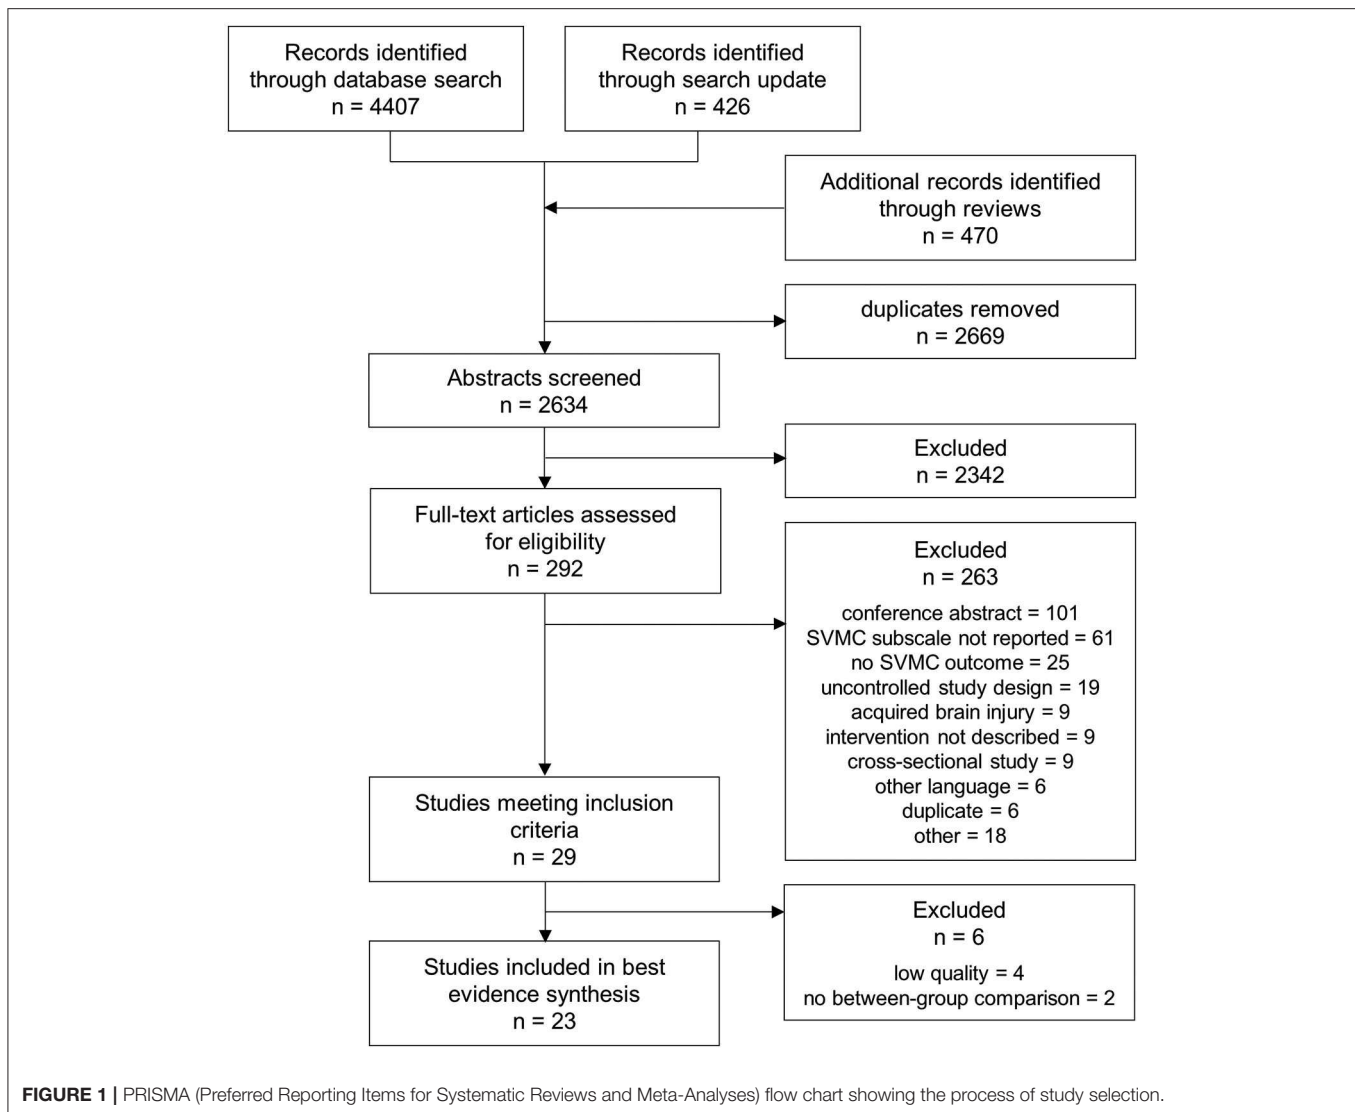 Records identified
through database search
n = 4407
Records identified
through search update
n = 426
Additional records identified
through reviews
n = 470
duplicates removed
n = 2669
Abstracts screened
n = 2634
Excluded
n = 2342
Full-text articles assessed
for eligibility
n = 292
Excluded
n = 263
conference abstract = 101
SVMC subscale not reported = 61
no SVMC outcome = 25
uncontrolled study design = 19
acquired brain injury = 9
intervention not described = 9
cross-sectional study = 9
other language = 6
duplicate = 6
other = 18
Studies meeting inclusion
criteria
n = 29
Excluded
n = 6
low quality = 4
no between-group comparison = 2
Studies included in best
evidence synthesis
n = 23
FIGURE 1 | PRISMA (Preferred Reporting Items for Systematic Reviews and Meta-Analyses) flow chart showing the process of study selection.